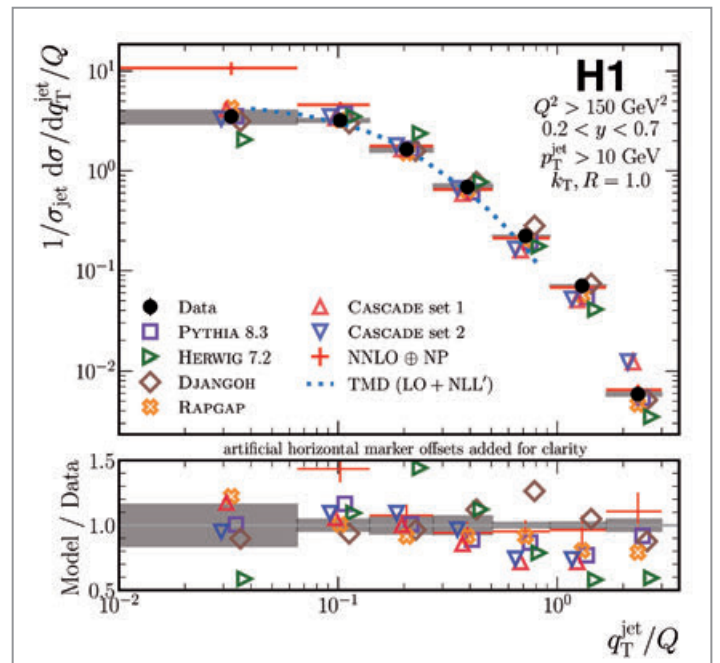 H1
Q² > 150 GeV²
0.2 < y < 0.7
p_T^jet > 10 GeV
k_T, R = 1.0
1/σ_jet dσ/dq_T^jet/Q
10¹
10⁰
10⁻¹
10⁻²
Data
PYTHIA 8.3
HERWIG 7.2
DJANGOH
RAPGAP
CASCADE set 1
CASCADE set 2
NNLO ⊕ NP
TMD (LO + NLL′)
artificial horizontal marker offsets added for clarity
Model / Data
1.5
1.0
0.5
10⁻² 10⁻¹ 10⁰
q_T^jet/Q